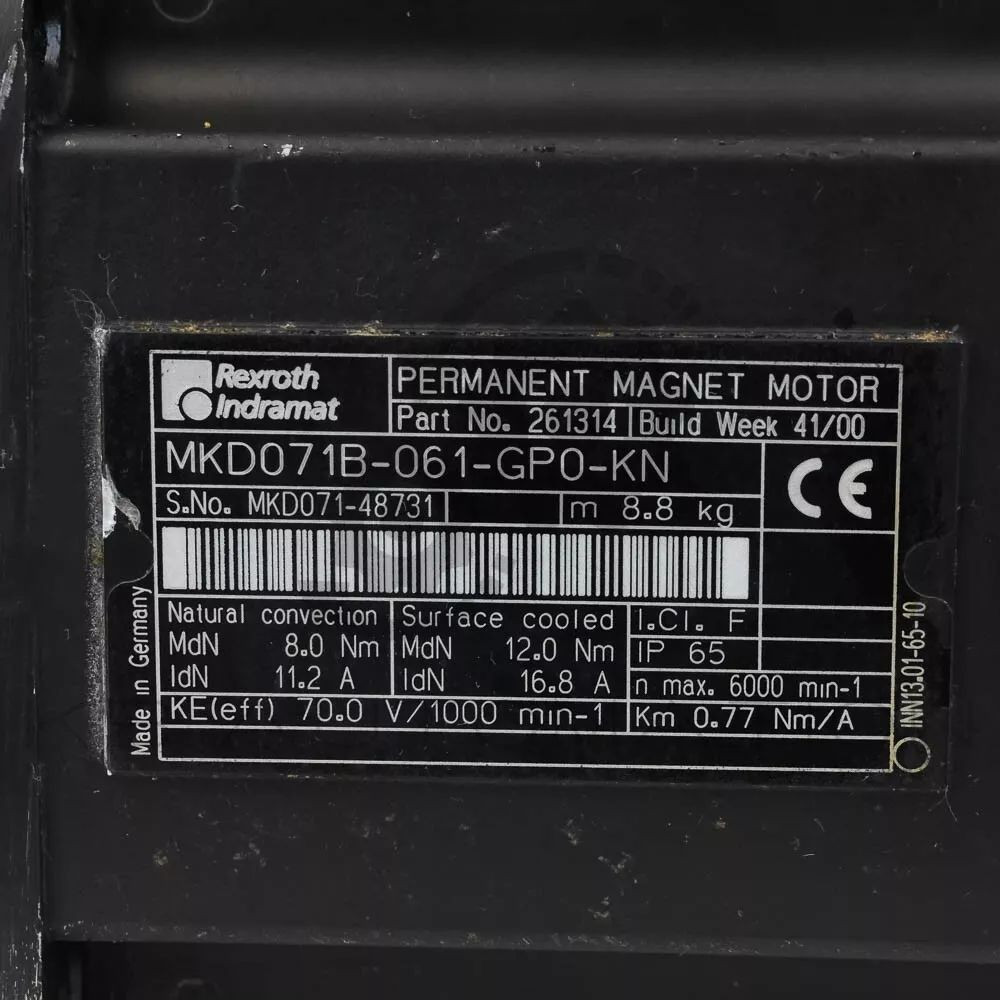 Rexroth
Indramat
PERMANENT MAGNET MOTOR
Part No. 261314 Build Week 41/00
MKD071B-061-GP0-KN
CE
S.No. MKD071-48731 m 8.8 kg
Natural convection Surface cooled I.Cl. F
MdN 8.0 Nm MdN 12.0 Nm IP 65
IdN 11.2 A IdN 16.8 A n max. 6000 min-1
KE(eff) 70.0 V/1000 min-1 Km 0.77 Nm/A
Made in Germany
INN13.01-65-10